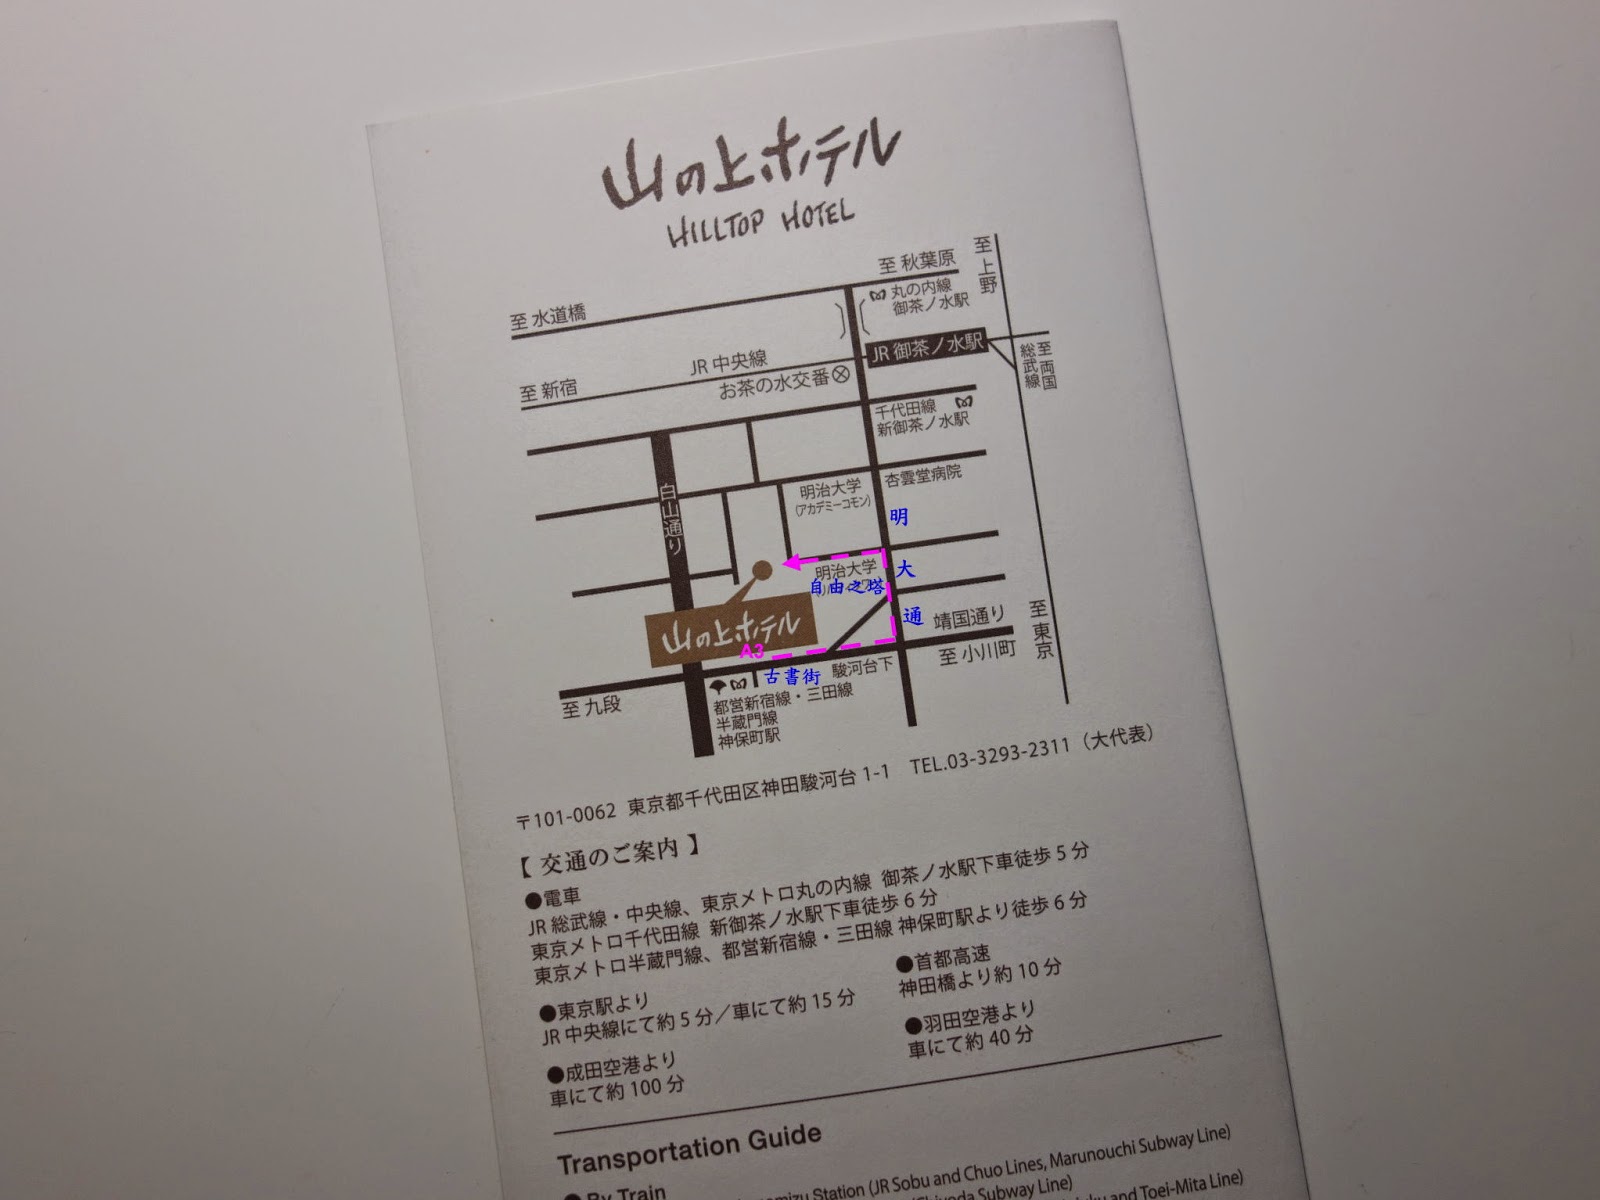 山の上ホテル
HILLTOP HOTEL
至 秋葉原
至上野
丸の内線
御茶ノ水駅
至 水道橋
JR 御茶ノ水駅
JR 中央線
至両国
総武線
至 新宿
お茶の水交番
千代田線
新御茶ノ水駅
白山通り
明治大学
(アカデミーコモン)
杏雲堂病院
明大通
明治大学
自由之塔
山の上ホテル
靖国通り
至東京
至 小川町
A3
古書街
駿河台下
至 九段
都営新宿線・三田線
半蔵門線
神保町駅
〒101-0062 東京都千代田区神田駿河台 1-1 TEL.03-3293-2311（大代表）
【 交通のご案内 】
●電車
JR 総武線・中央線、東京メトロ丸の内線 御茶ノ水駅下車徒歩 5 分
東京メトロ千代田線 新御茶ノ水駅下車徒歩 6 分
東京メトロ半蔵門線、都営新宿線・三田線 神保町駅より徒歩 6 分
●東京駅より
JR 中央線にて約 5 分／車にて約 15 分
●成田空港より
車にて約 100 分
●首都高速
神田橋より約 10 分
●羽田空港より
車にて約 40 分
Transportation Guide
●By Train
Station (JR Sobu and Chuo Lines, Marunouchi Subway Line)
Subway Line)
and Toei-Mita Line)